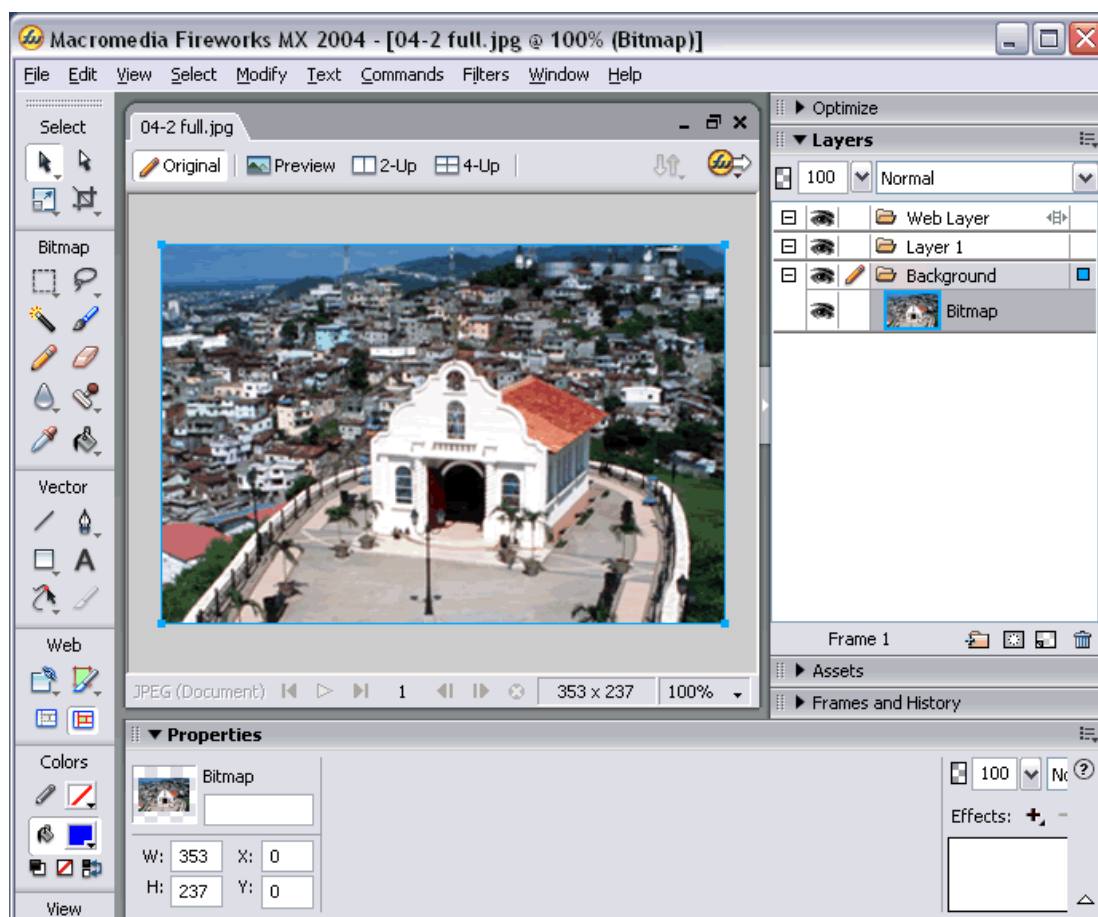 Macromedia Fireworks MX 2004 - [04-2 full.jpg @ 100% (Bitmap)]
File Edit View Select Modify Text Commands Filters Window Help
Select
Bitmap
Vector
Web
Colors
View
04-2 full.jpg
Original Preview 2-Up 4-Up
JPEG (Document) 1 353 x 237 100%
Optimize
Layers
100 Normal
Web Layer
Layer 1
Background
Bitmap
Frame 1
Assets
Frames and History
Properties
Bitmap
W: 353 X: 0
H: 237 Y: 0
100
Effects: